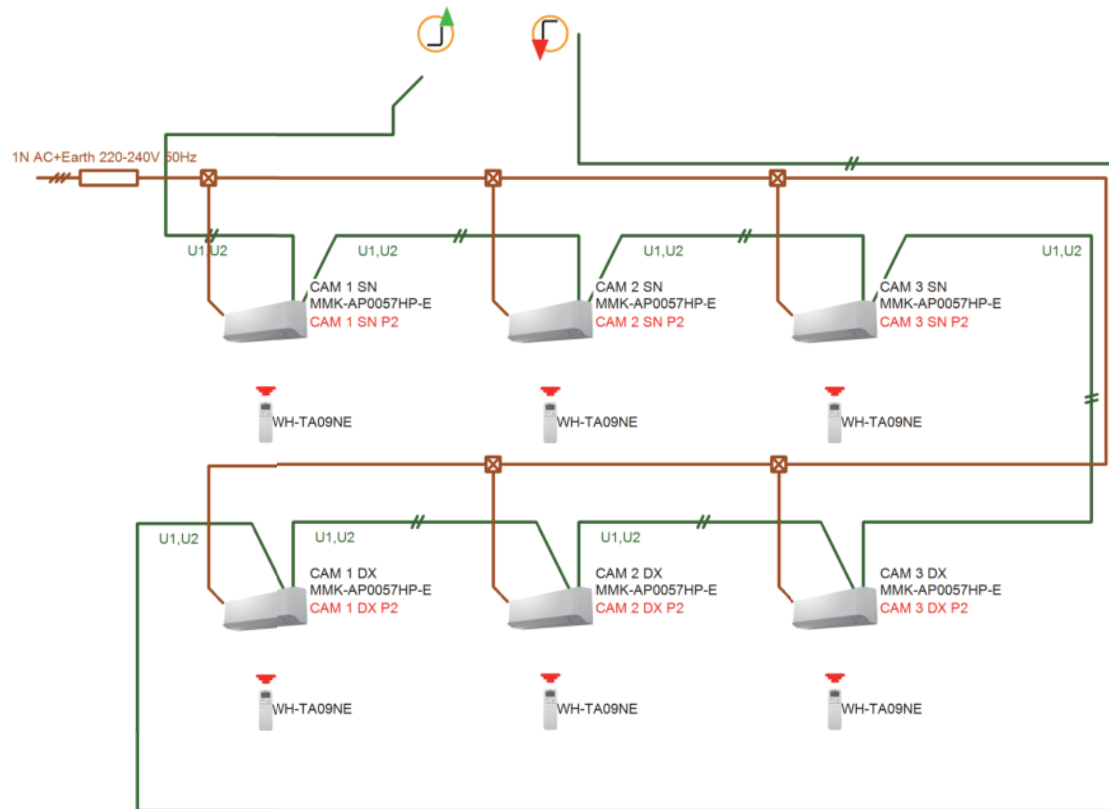 1N AC+Earth 220-240V 50Hz
U1,U2
U1,U2
U1,U2
U1,U2
CAM 1 SN
MMK-AP0057HP-E
CAM 1 SN P2
CAM 2 SN
MMK-AP0057HP-E
CAM 2 SN P2
CAM 3 SN
MMK-AP0057HP-E
CAM 3 SN P2
WH-TA09NE
WH-TA09NE
WH-TA09NE
U1,U2
U1,U2
U1,U2
CAM 1 DX
MMK-AP0057HP-E
CAM 1 DX P2
CAM 2 DX
MMK-AP0057HP-E
CAM 2 DX P2
CAM 3 DX
MMK-AP0057HP-E
CAM 3 DX P2
WH-TA09NE
WH-TA09NE
WH-TA09NE